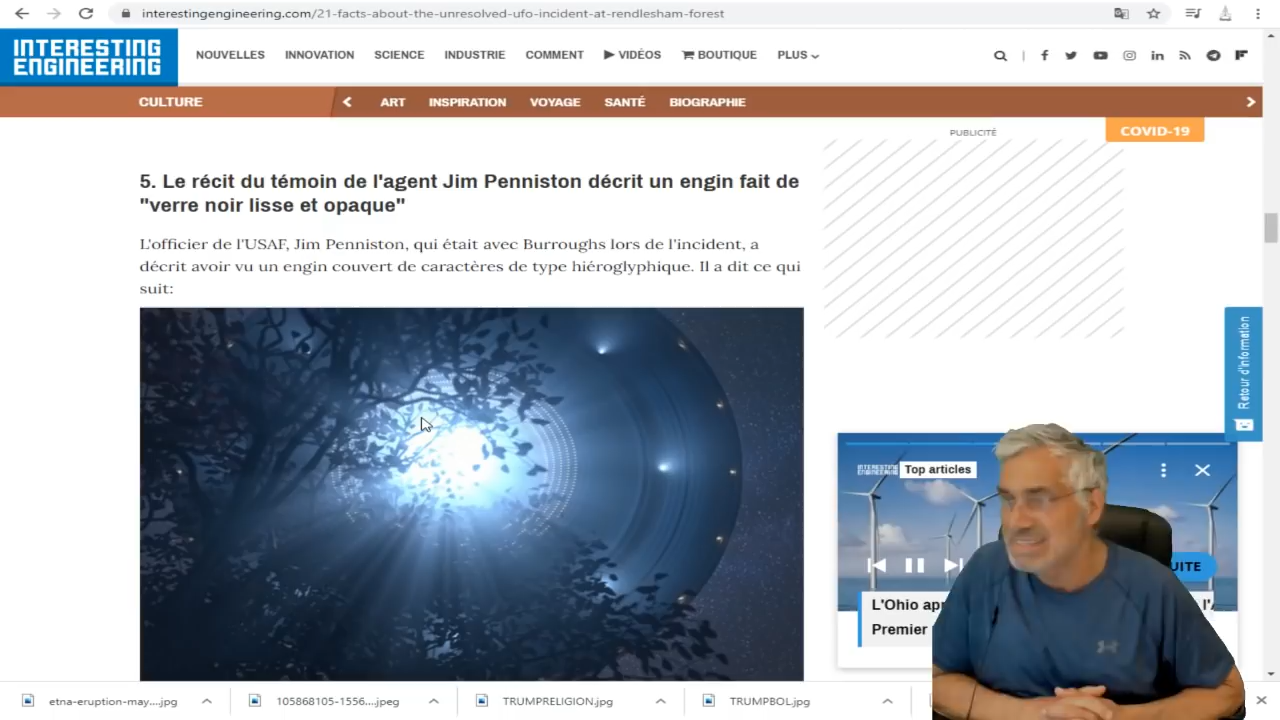 interestingengineering.com/21-facts-about-the-unresolved-ufo-incident-at-rendlesham-forest
INTERESTING
ENGINEERING
NOUVELLES INNOVATION SCIENCE INDUSTRIE COMMENT VIDÉOS BOUTIQUE PLUS
CULTURE ART INSPIRATION VOYAGE SANTÉ BIOGRAPHIE
PUBLICITÉ
COVID-19
5. Le récit du témoin de l'agent Jim Penniston décrit un engin fait de
"verre noir lisse et opaque"
L'officier de l'USAF, Jim Penniston, qui était avec Burroughs lors de l'incident, a
décrit avoir vu un engin couvert de caractères de type hiéroglyphique. Il a dit ce qui
suit:
Retour d'information
INTERESTING
ENGINEERING
Top articles
L'Ohio
Premier
etna-eruption-may....jpg
105868105-1556....jpeg
TRUMPRELIGION.jpg
TRUMPBOL.jpg